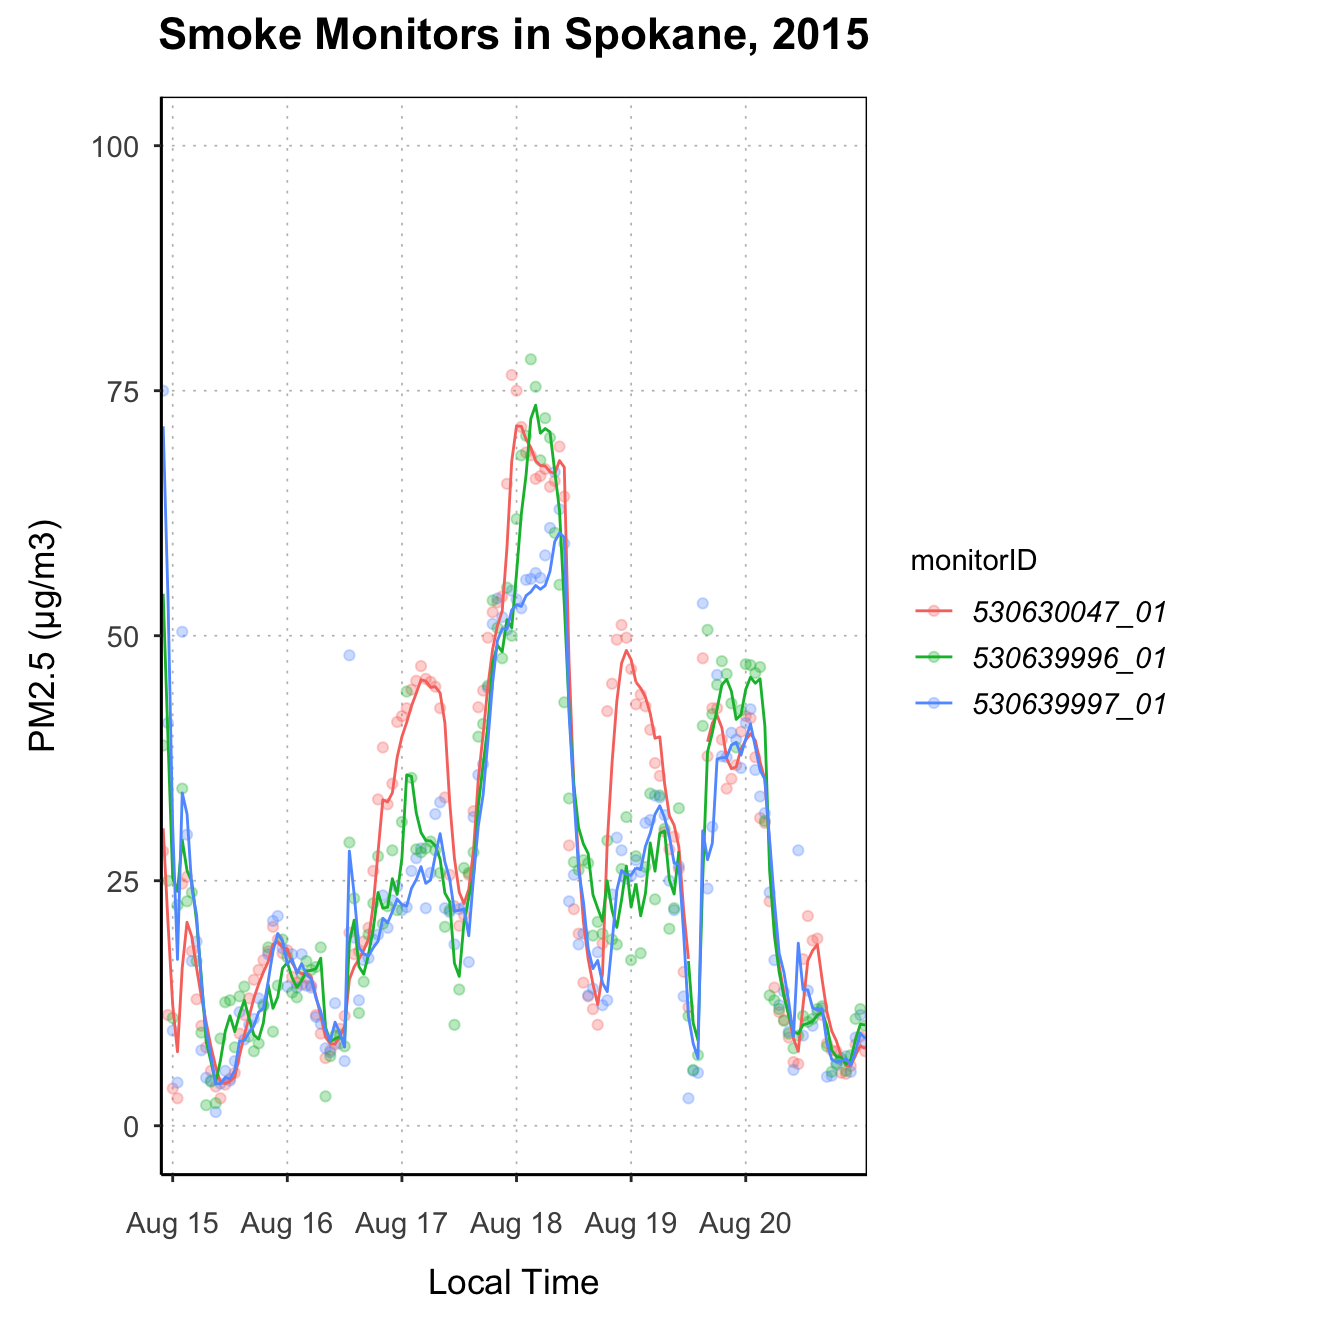 Smoke Monitors in Spokane, 2015
100
75
50
25
0
PM2.5 (µg/m3)
Aug 15 Aug 16 Aug 17 Aug 18 Aug 19 Aug 20
Local Time
monitorID
530630047_01
530639996_01
530639997_01